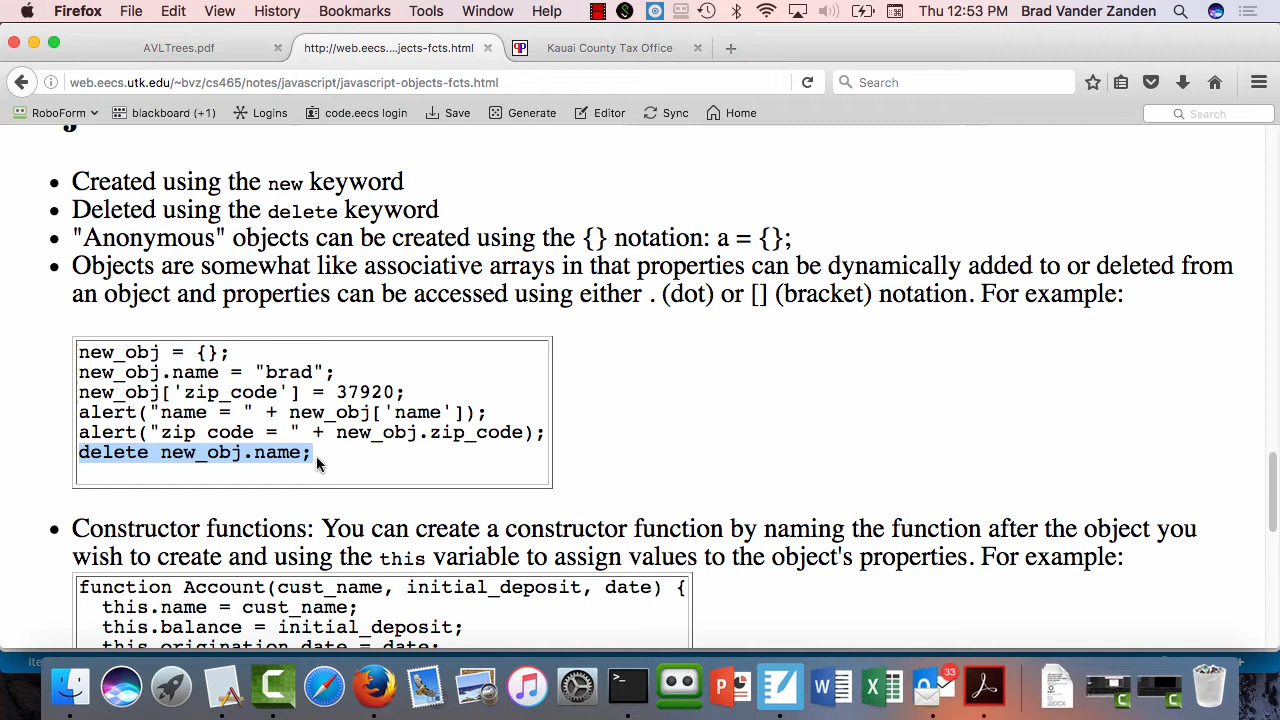 Firefox File Edit View History Bookmarks Tools Window Help Thu 12:53 PM Brad Vander Zanden
AVLTrees.pdf × http://web.eecs....jects-fcts.html × Kauai County Tax Office × +
web.eecs.utk.edu/~bvz/cs465/notes/javascript/javascript-objects-fcts.html Search
RoboForm blackboard (+1) Logins code.eecs login Save Generate Editor Sync Home Search
• Created using the new keyword
• Deleted using the delete keyword
• "Anonymous" objects can be created using the {} notation: a = {};
• Objects are somewhat like associative arrays in that properties can be dynamically added to or deleted from
an object and properties can be accessed using either . (dot) or [] (bracket) notation. For example:
new_obj = {};
new_obj.name = "brad";
new_obj['zip_code'] = 37920;
alert("name = " + new_obj['name']);
alert("zip code = " + new_obj.zip_code);
delete new_obj.name;
• Constructor functions: You can create a constructor function by naming the function after the object you
wish to create and using the this variable to assign values to the object's properties. For example:
function Account(cust_name, initial_deposit, date) {
this.name = cust_name;
this.balance = initial_deposit;
this.origination_date = date;
33